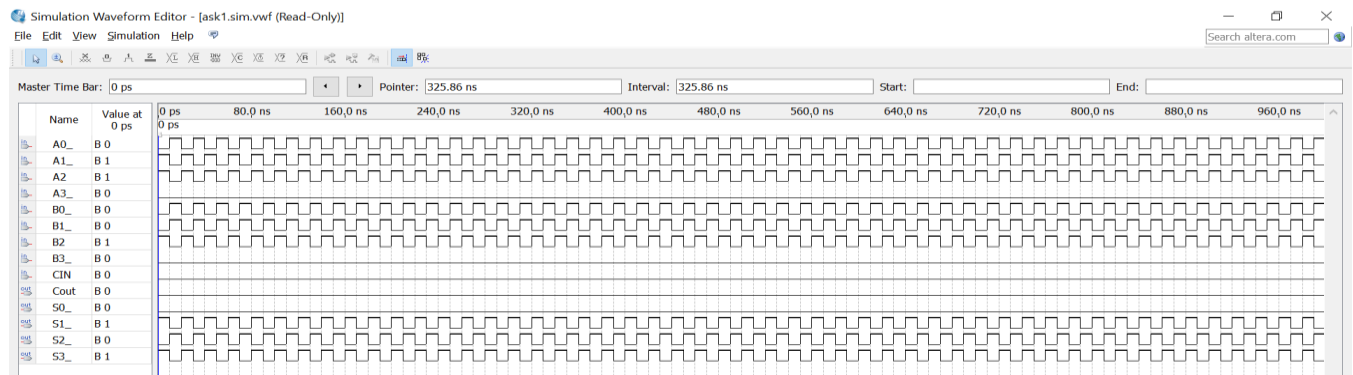 Simulation Waveform Editor - [ask1.sim.vwf (Read-Only)]
File Edit View Simulation Help
Search altera.com
Master Time Bar: 0 ps Pointer: 325.86 ns Interval: 325.86 ns Start: End:
Name Value at 0 ps
0 ps 80.0 ns 160,0 ns 240,0 ns 320,0 ns 400,0 ns 480,0 ns 560,0 ns 640,0 ns 720,0 ns 800,0 ns 880,0 ns 960,0 ns
0 ps
A0_ B 0
A1_ B 1
A2 B 1
A3_ B 0
B0_ B 0
B1_ B 0
B2 B 1
B3_ B 0
CIN B 0
Cout B 0
S0_ B 0
S1_ B 1
S2_ B 0
S3_ B 1